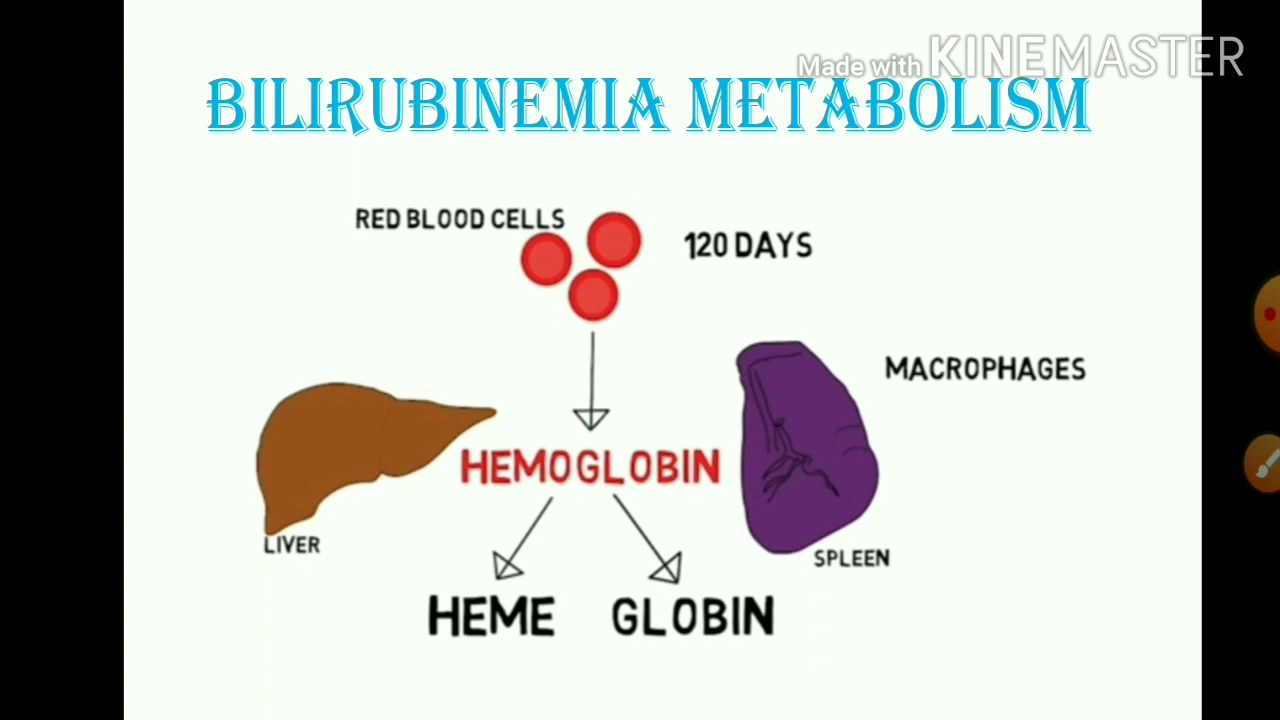 Made with KINEMASTER
BILIRUBINEMIA METABOLISM
RED BLOOD CELLS
120 DAYS
MACROPHAGES
HEMOGLOBIN
LIVER
SPLEEN
HEME GLOBIN